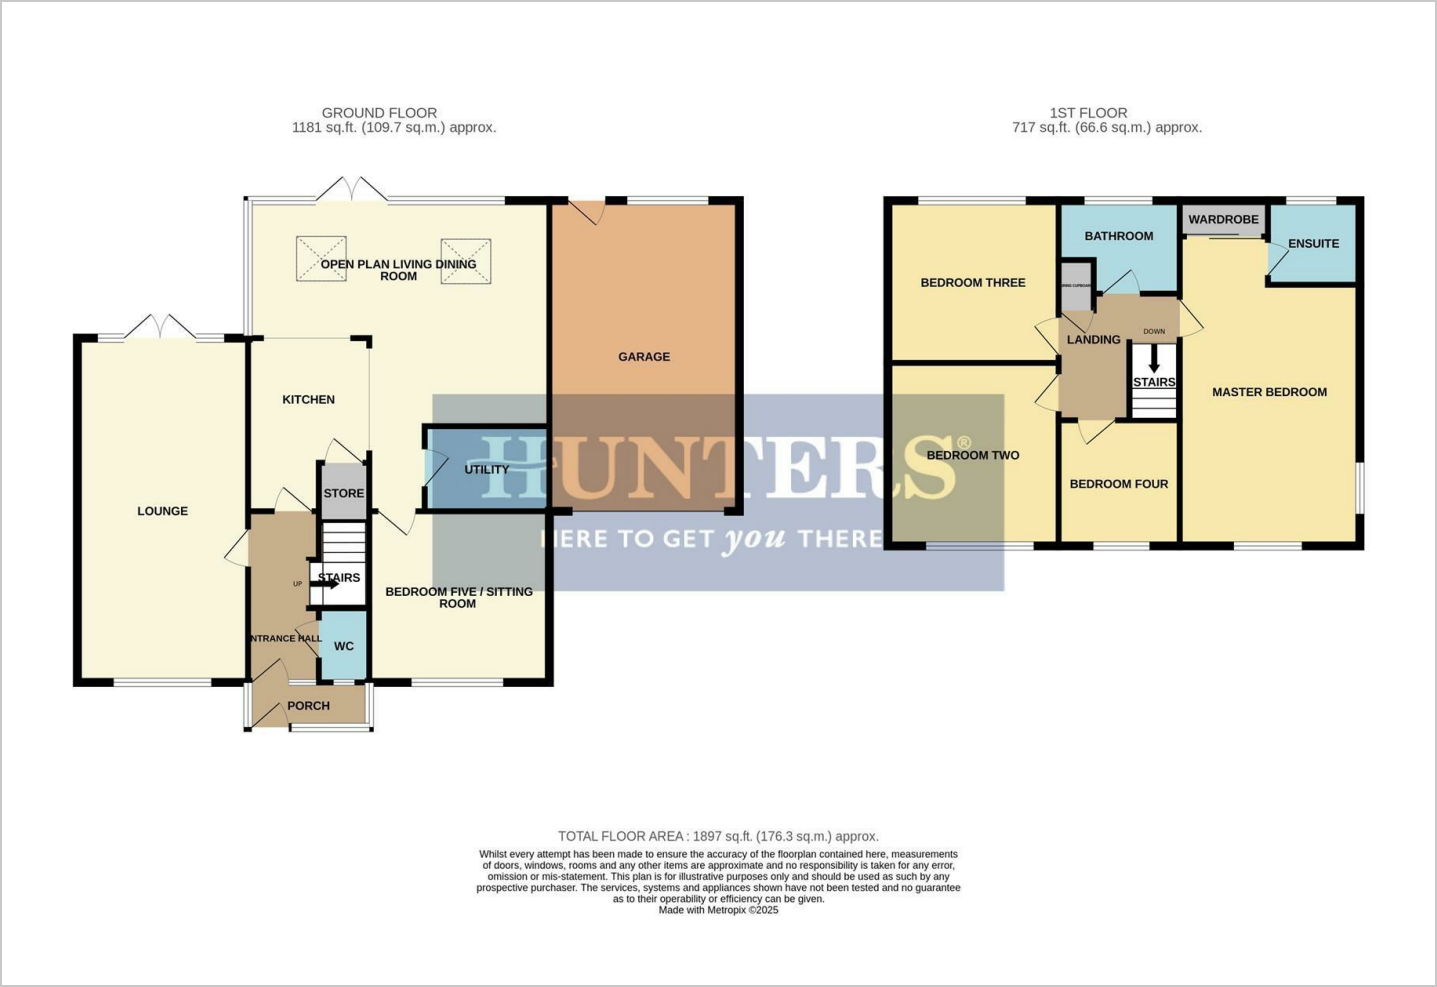 GROUND FLOOR
1181 sq.ft. (109.7 sq.m.) approx.
1ST FLOOR
717 sq.ft. (66.6 sq.m.) approx.
OPEN PLAN LIVING DINING
ROOM
GARAGE
KITCHEN
UTILITY
STORE
LOUNGE
STAIRS
UP
BEDROOM FIVE / SITTING
ROOM
NTRANCE HALL
WC
PORCH
BEDROOM THREE
BATHROOM
WARDROBE
ENSUITE
LANDING
DOWN
STAIRS
MASTER BEDROOM
BEDROOM TWO
BEDROOM FOUR
HUNTERS®
HERE TO GET you THERE
TOTAL FLOOR AREA : 1897 sq.ft. (176.3 sq.m.) approx.
Whilst every attempt has been made to ensure the accuracy of the floorplan contained here, measurements
of doors, windows, rooms and any other items are approximate and no responsibility is taken for any error,
omission or mis-statement. This plan is for illustrative purposes only and should be used as such by any
prospective purchaser. The services, systems and appliances shown have not been tested and no guarantee
as to their operability or efficiency can be given.
Made with Metropix ©2025